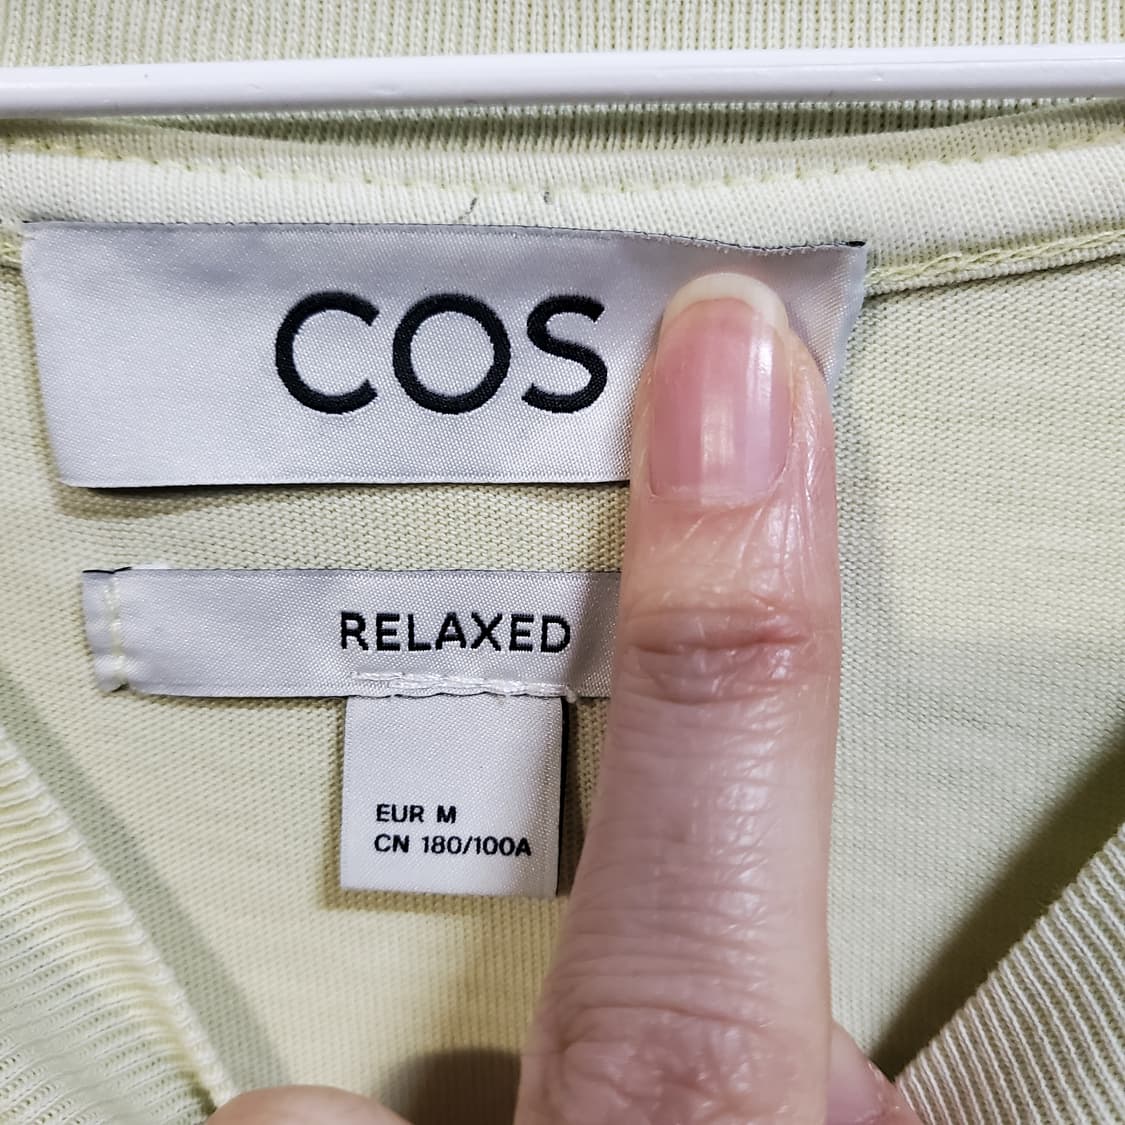 COS
RELAXED
EUR M
CN 180/100A